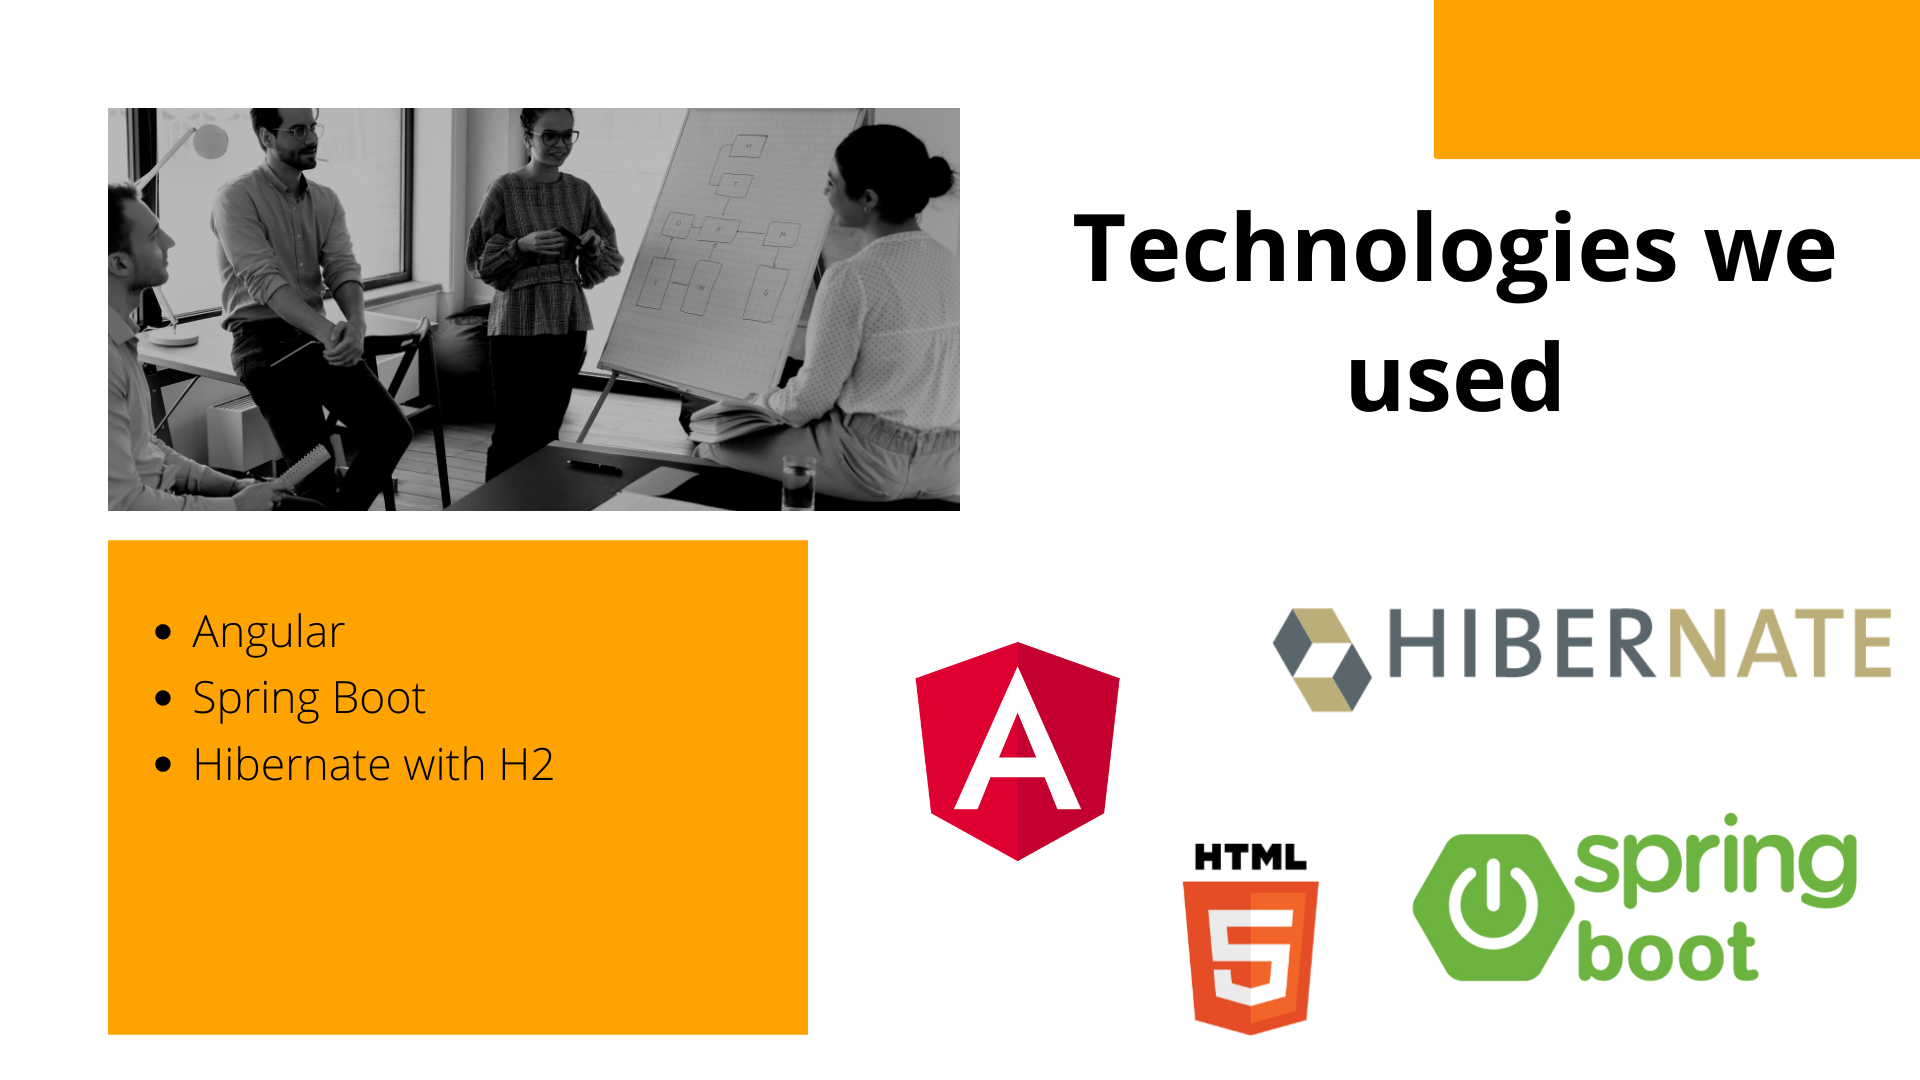 Technologies we
used
Angular
Spring Boot
Hibernate with H2
HIBERNATE
HTML
5
spring
boot